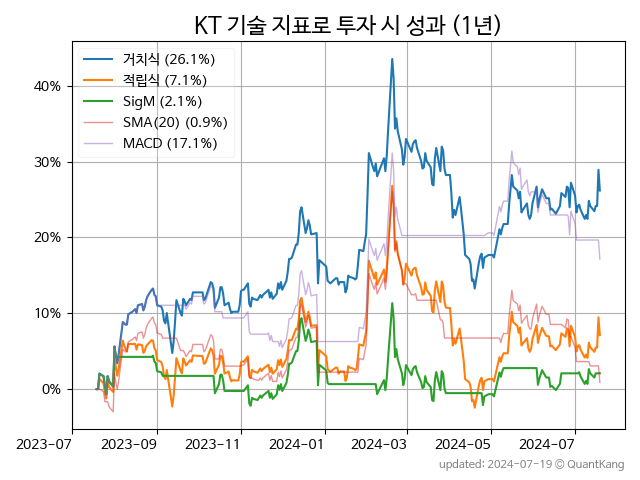 KT 기술 지표로 투자 시 성과 (1년)
거치식 (26.1%)
적립식 (7.1%)
SigM (2.1%)
SMA(20) (0.9%)
MACD (17.1%)
40%
30%
20%
10%
0%
2023-07 2023-09 2023-11 2024-01 2024-03 2024-05 2024-07
updated: 2024-07-19 @ QuantKang